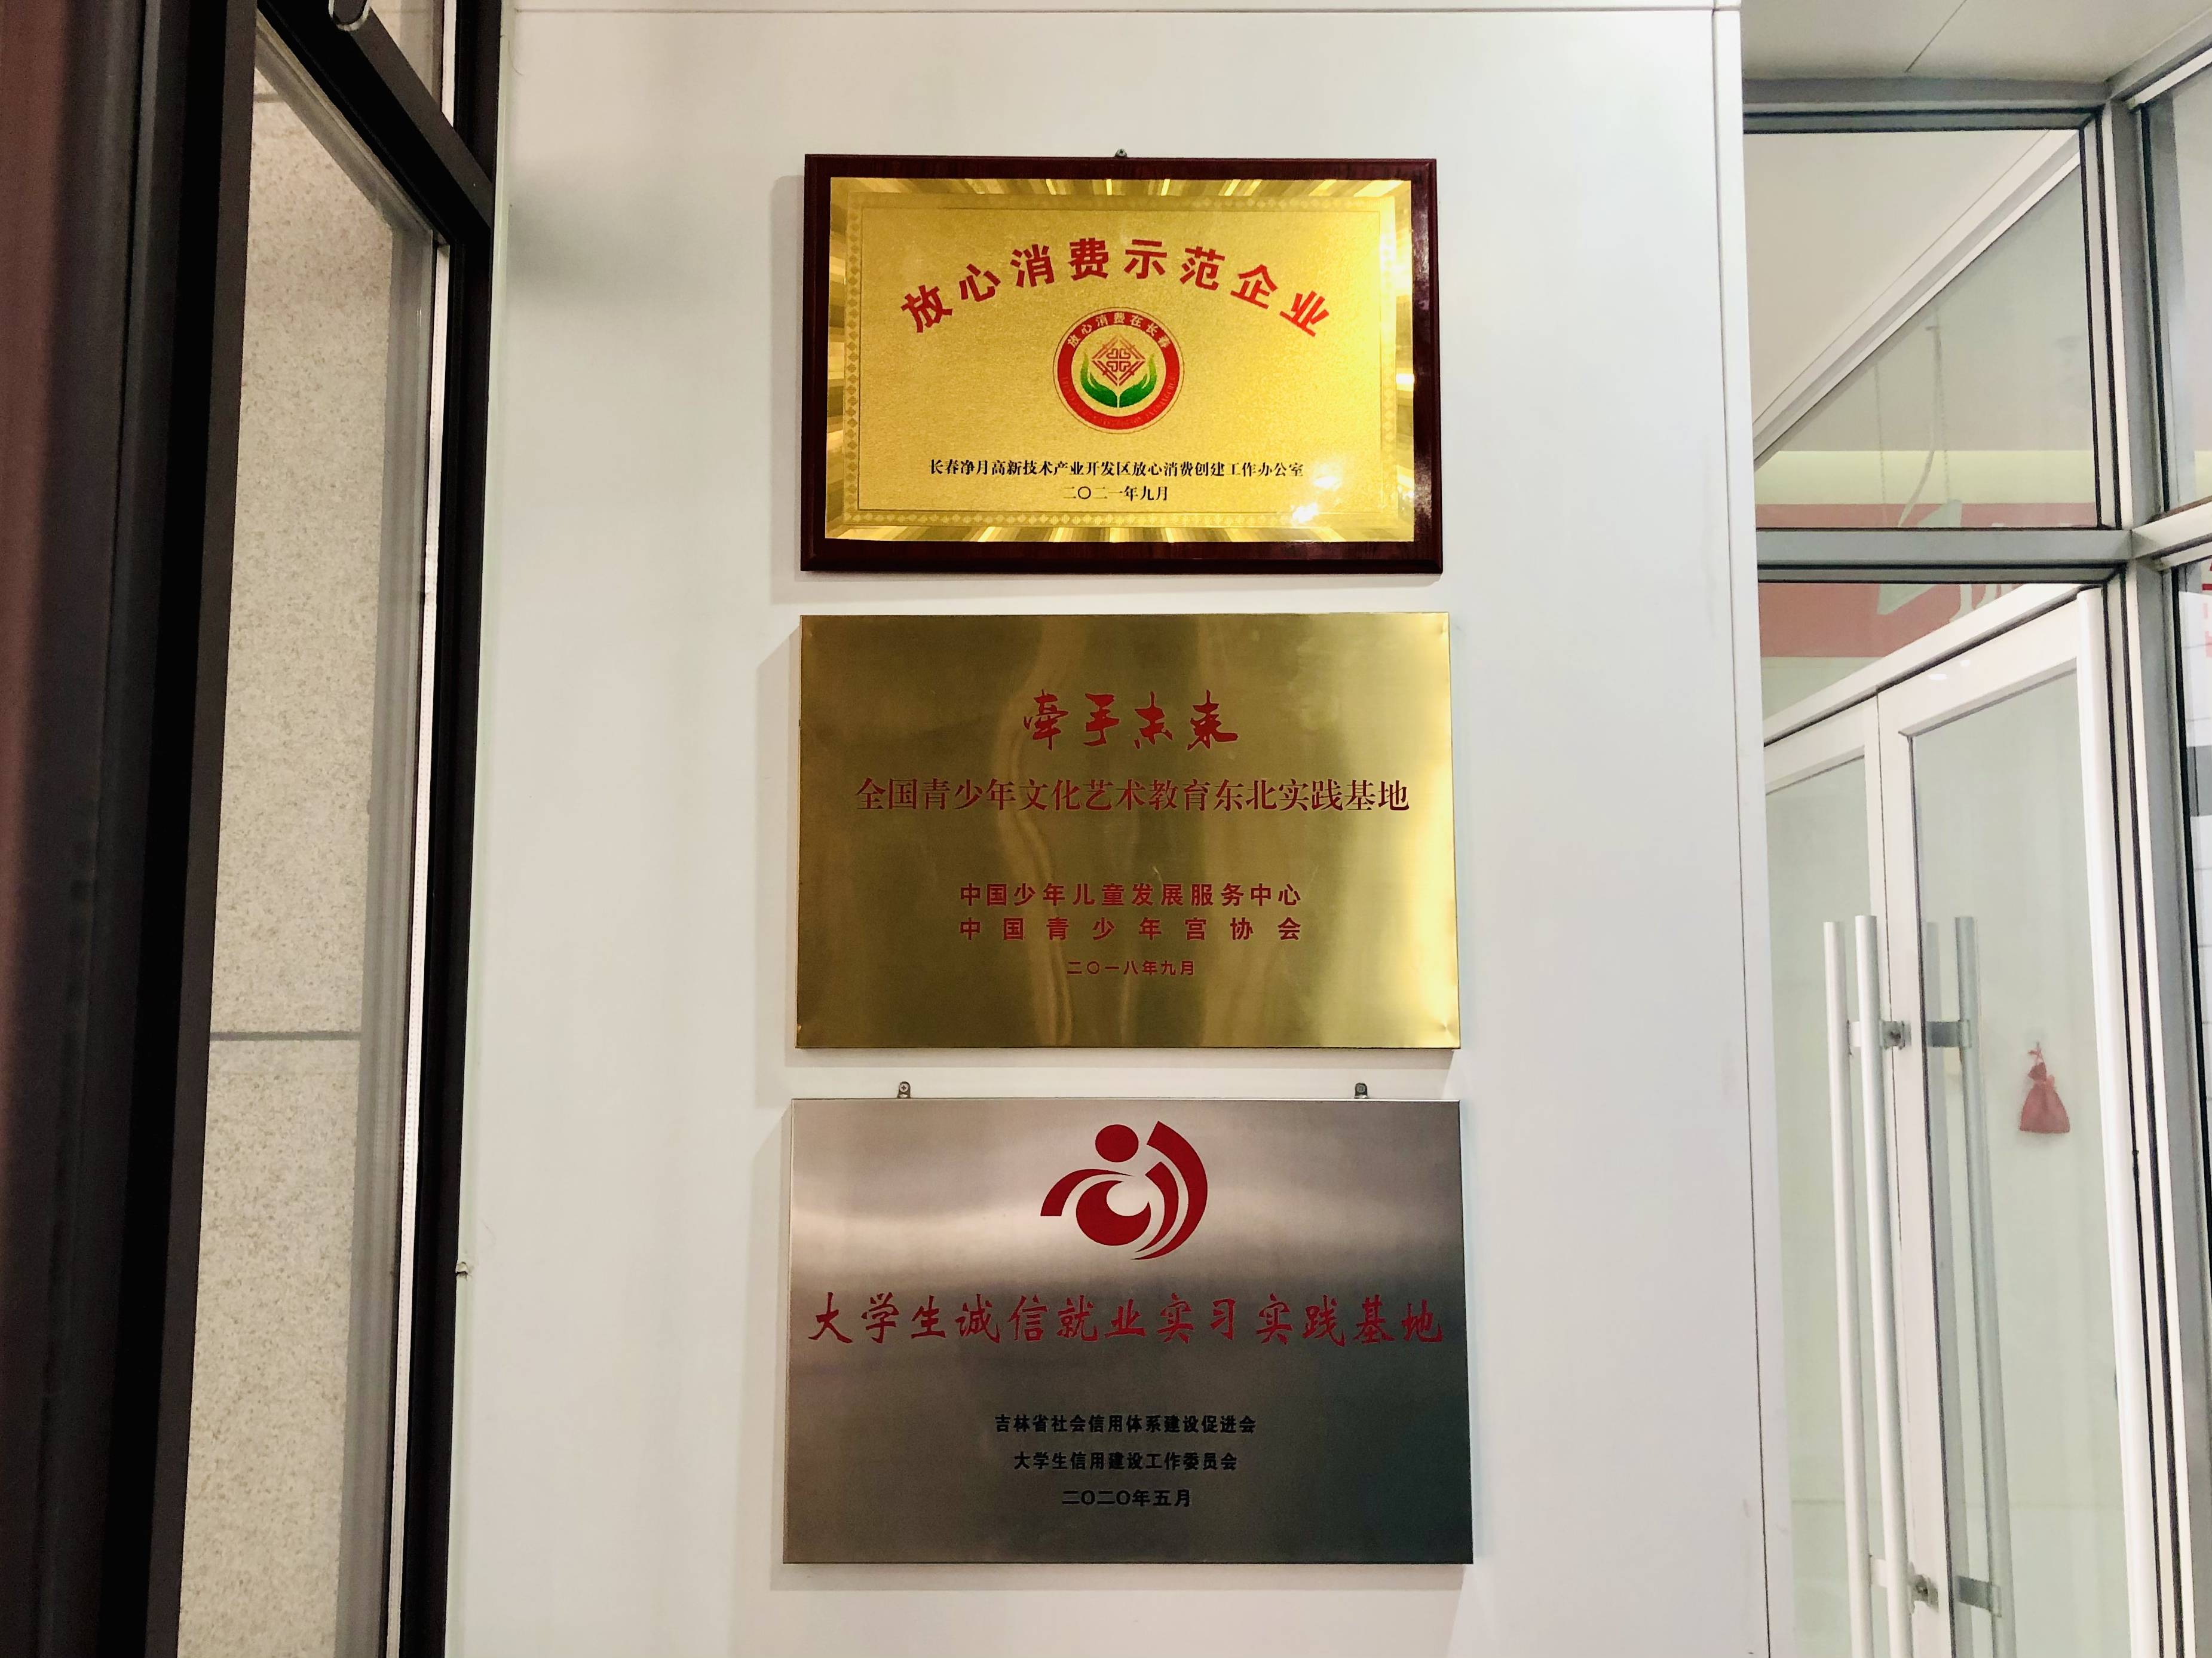 放心消费示范企业
放心消费在长春
长春净月高新技术产业开发区放心消费创建工作办公室
二〇二一年九月
牵手未来
全国青少年文化艺术教育东北实践基地
中国少年儿童发展服务中心
中国青少年宫协会
二〇一八年九月
大学生诚信就业实习实践基地
吉林省社会信用体系建设促进会
大学生信用建设工作委员会
二〇二〇年五月